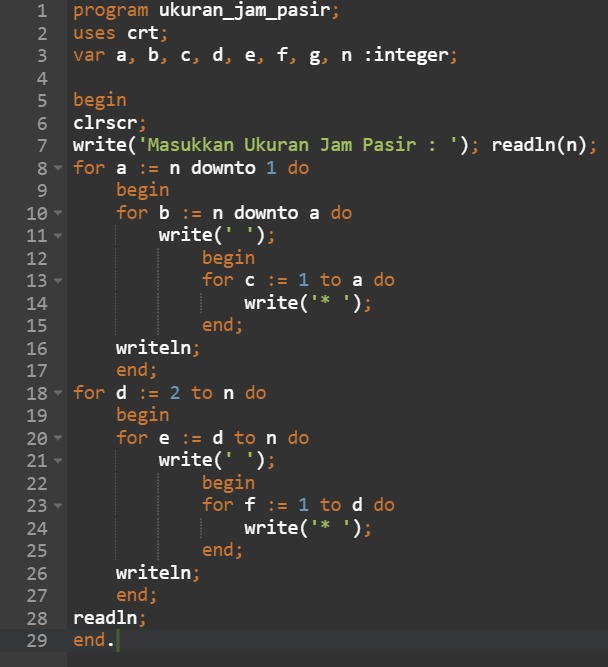 1 program ukuran_jam_pasir;
2 uses crt;
3 var a, b, c, d, e, f, g, n :integer;
4
5 begin
6 clrscr;
7 write('Masukkan Ukuran Jam Pasir : '); readln(n);
8 for a := n downto 1 do
9 begin
10 for b := n downto a do
11 write(' ');
12 begin
13 for c := 1 to a do
14 write('* ');
15 end;
16 writeln;
17 end;
18 for d := 2 to n do
19 begin
20 for e := d to n do
21 write(' ');
22 begin
23 for f := 1 to d do
24 write('* ');
25 end;
26 writeln;
27 end;
28 readln;
29 end.